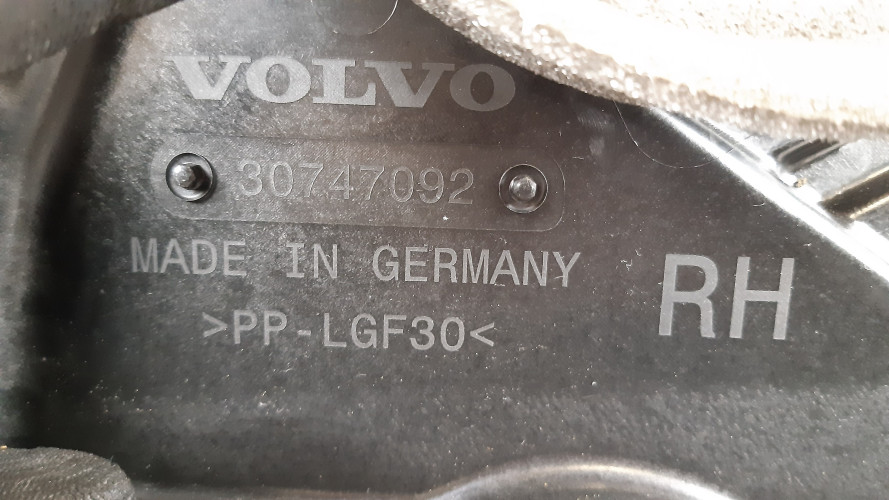 VOLVO
30747092
MADE IN GERMANY
>PP-LGF30<
RH